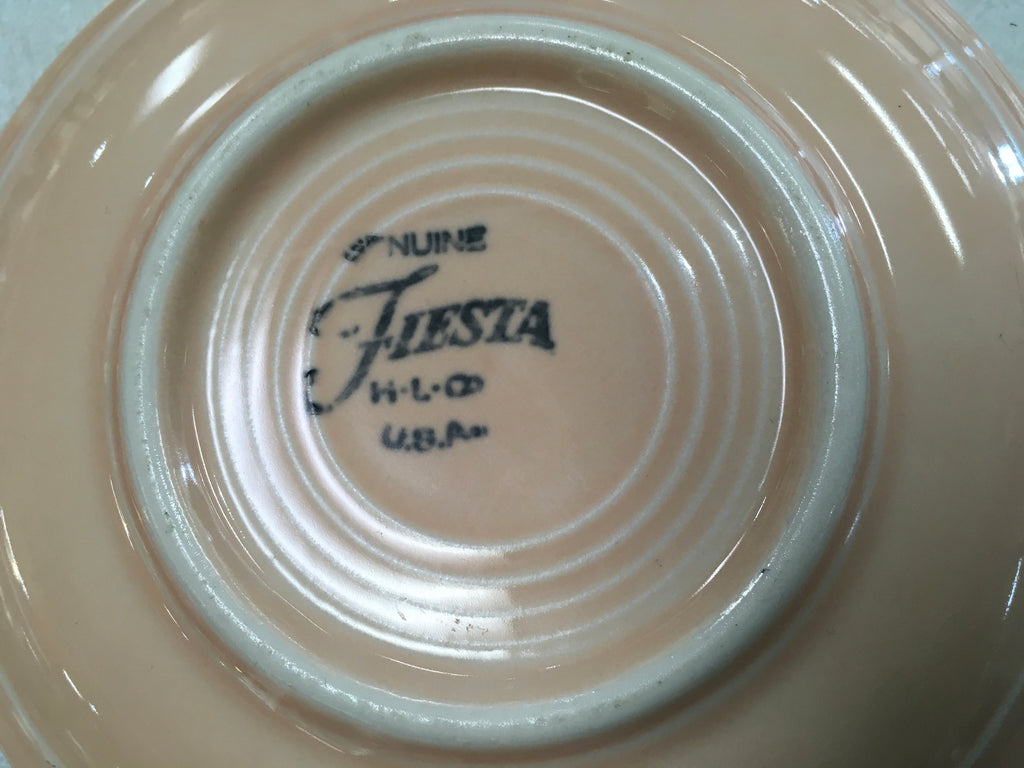 GENUINE
FIESTA
H·L·CO
U.S.A.